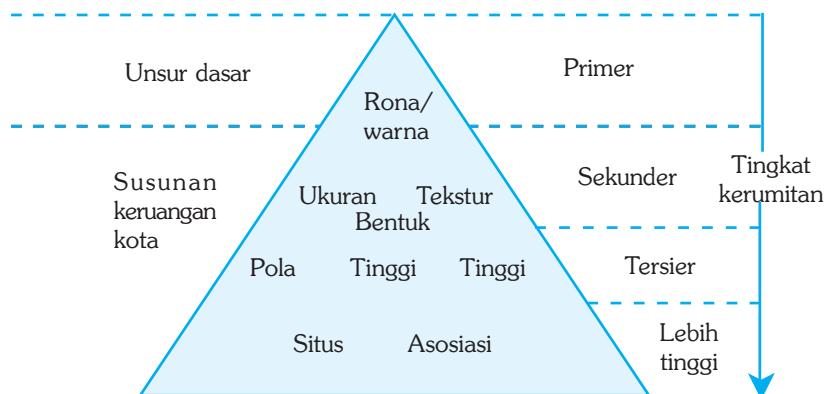 Unsur dasar
Primer
Rona/
warna
Susunan
keruangan
kota
Ukuran Tekstur
Bentuk
Sekunder
Tingkat
kerumitan
Pola Tinggi Tinggi
Tersier
Situs Asosiasi
Lebih
tinggi